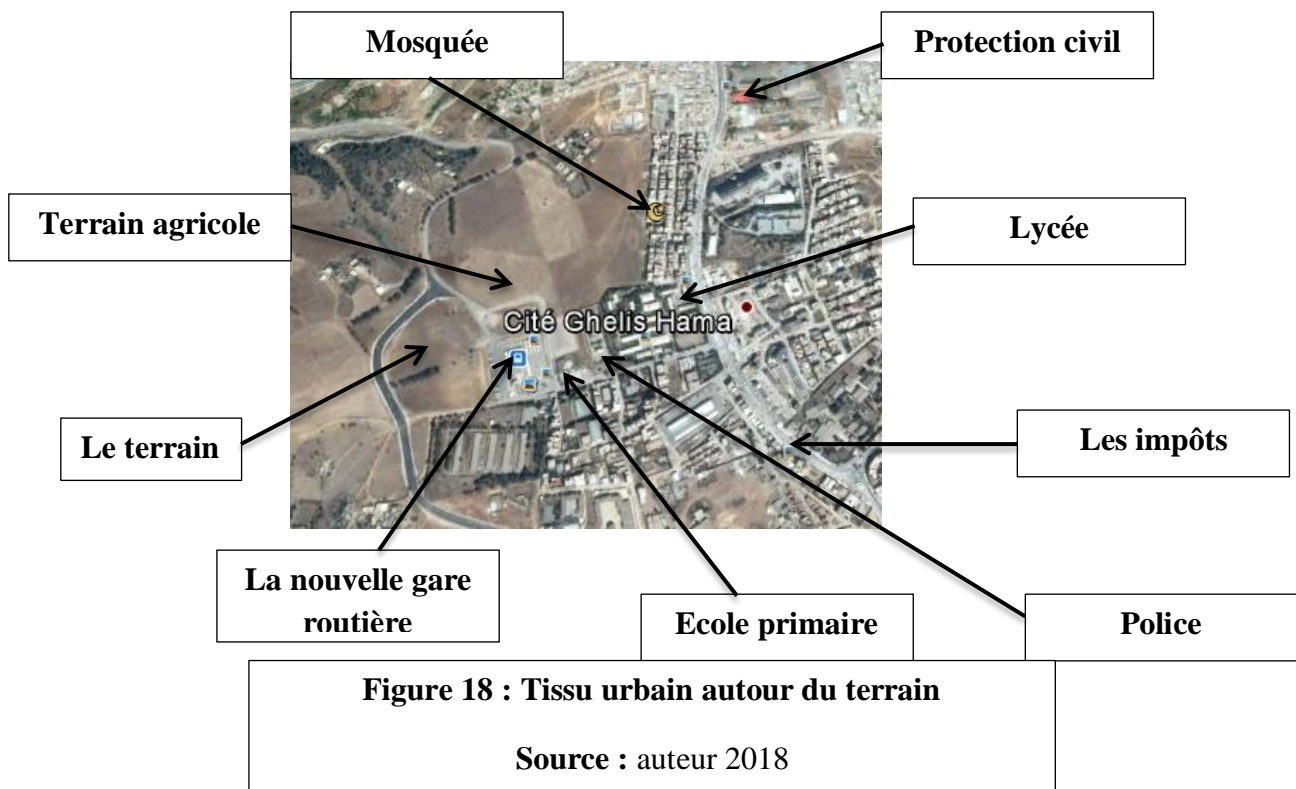 Mosquée
Protection civil
Terrain agricole
Lycée
Cité Ghelis Hama
Le terrain
Les impôts
La nouvelle gare
routière
Ecole primaire
Police
Figure 18 : Tissu urbain autour du terrain
Source : auteur 2018